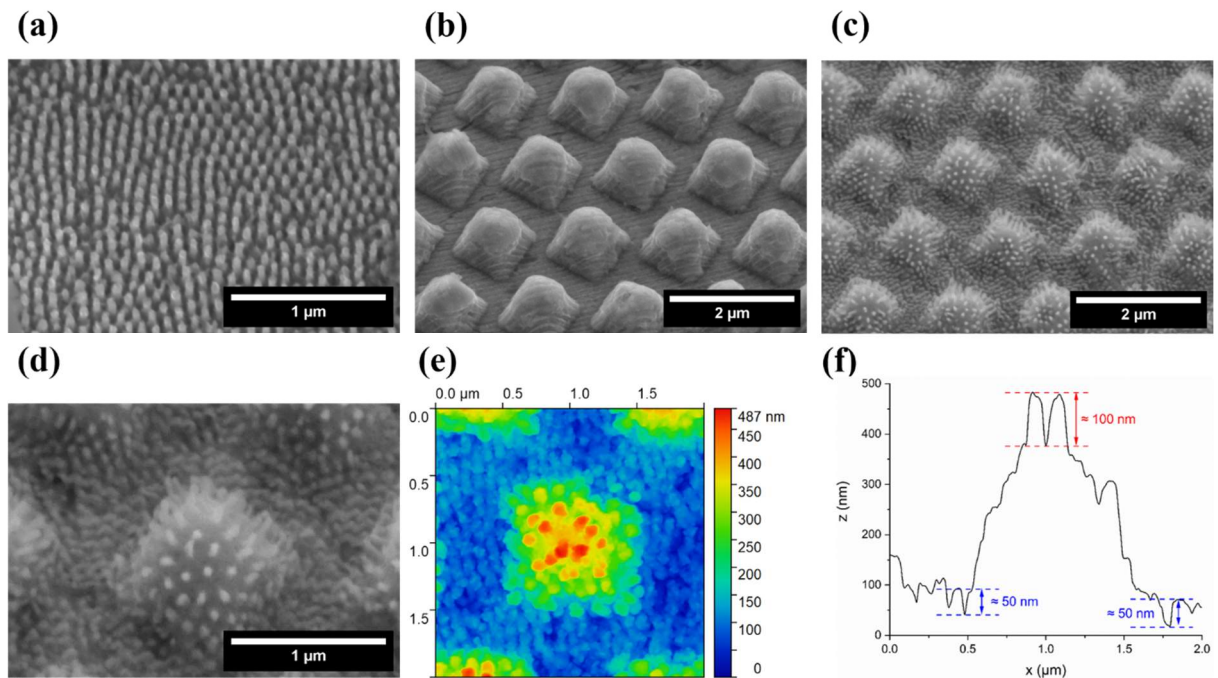 (a)
(b)
(c)
1 µm
2 µm
2 µm
(d)
(e)
(f)
1 µm
0.0 µm 0.5 1.0 1.5
0.0
0.5
1.0
1.5
487 nm
450
400
350
300
250
200
150
100
0
500
400
300
200
100
0
z (nm)
≈ 100 nm
≈ 50 nm
≈ 50 nm
0.0 0.5 1.0 1.5 2.0
x (µm)